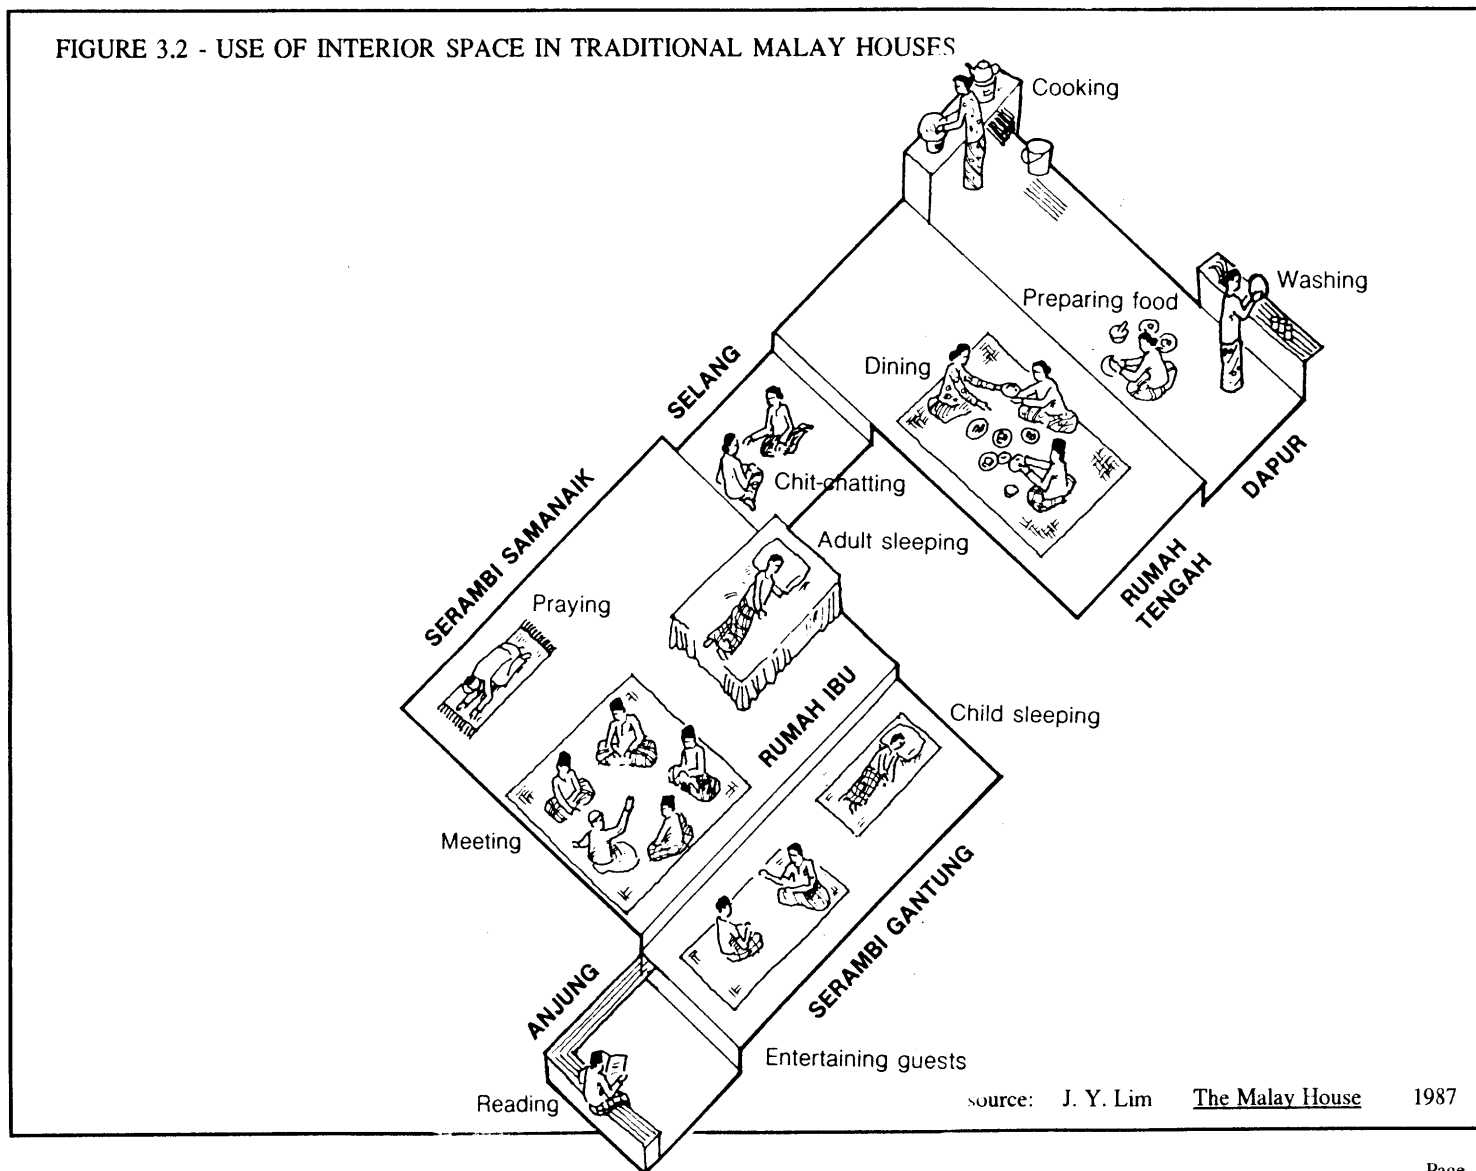 FIGURE 3.2 - USE OF INTERIOR SPACE IN TRADITIONAL MALAY HOUSES
Cooking
Washing
Preparing food
Dining
SELANG
Chit-chatting
DAPUR
RUMAH
TENGAH
Adult sleeping
SERAMBI SAMANAIK
Praying
RUMAH IBU
Child sleeping
Meeting
SERAMBI GANTUNG
ANJUNG
Entertaining guests
Reading
source: J. Y. Lim The Malay House 1987
Page